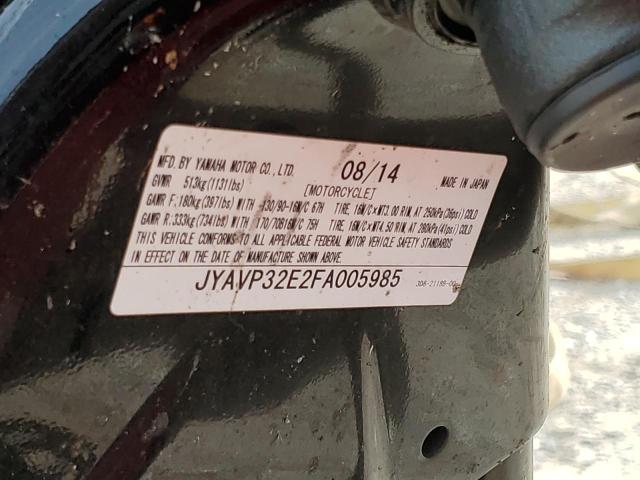 MFD. BY YAMAHA MOTOR CO., LTD. 08/14 MADE IN JAPAN
GVWR 513kg(1131lbs) [MOTORCYCLE]
GAWR F:180kg(397lbs) WITH 130/90-16M/C 67H TIRE, 16M/C×MT3.00 RIM, AT 250kPa(36psi) COLD
GAWR R:333kg(734lbs) WITH 170/70B16M/C 75H TIRE, 16M/C×MT4.50 RIM, AT 280kPa(41psi) COLD
THIS VEHICLE CONFORMS TO ALL APPLICABLE FEDERAL MOTOR VEHICLE SAFETY STANDARDS
IN EFFECT ON THE DATE OF MANUFACTURE SHOWN ABOVE.
JYAVP32E2FA005985